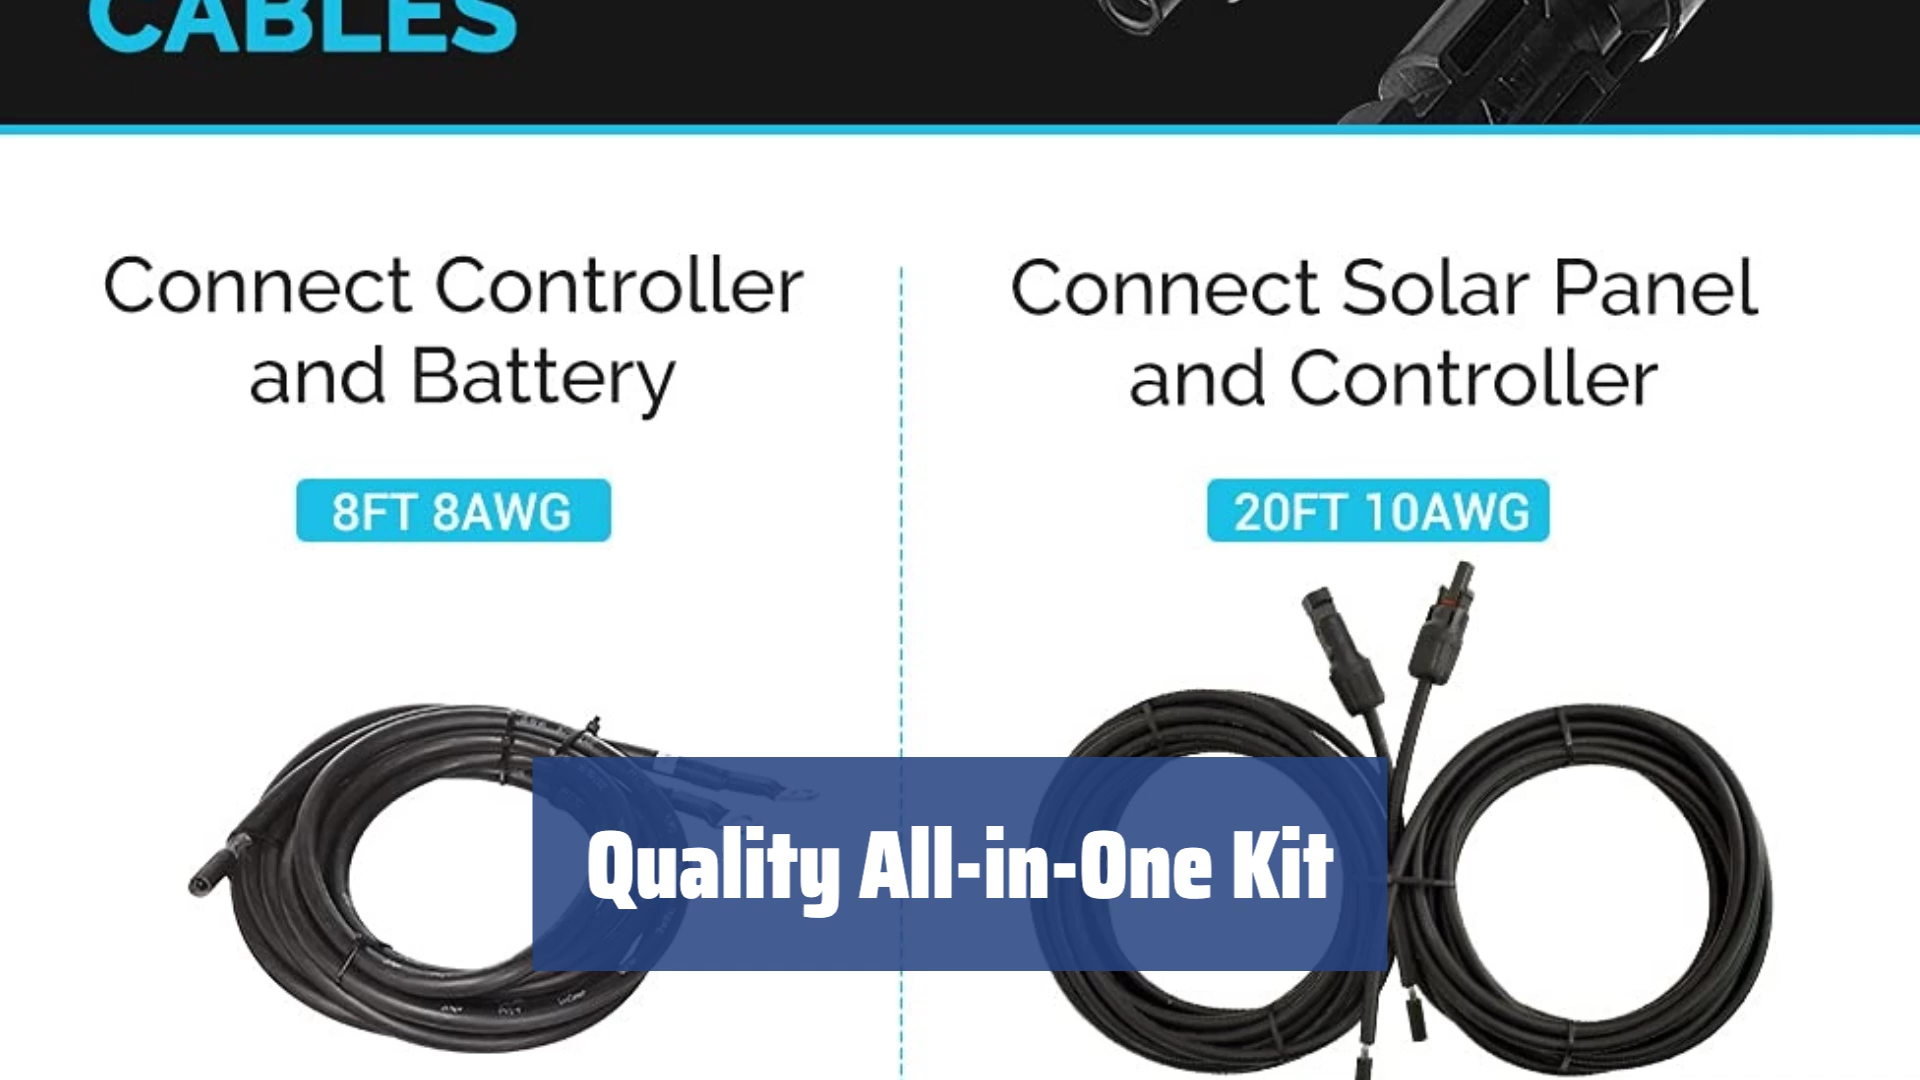 CABLES
Connect Controller
and Battery
8FT 8AWG
Connect Solar Panel
and Controller
20FT 10AWG
Quality All-in-One Kit